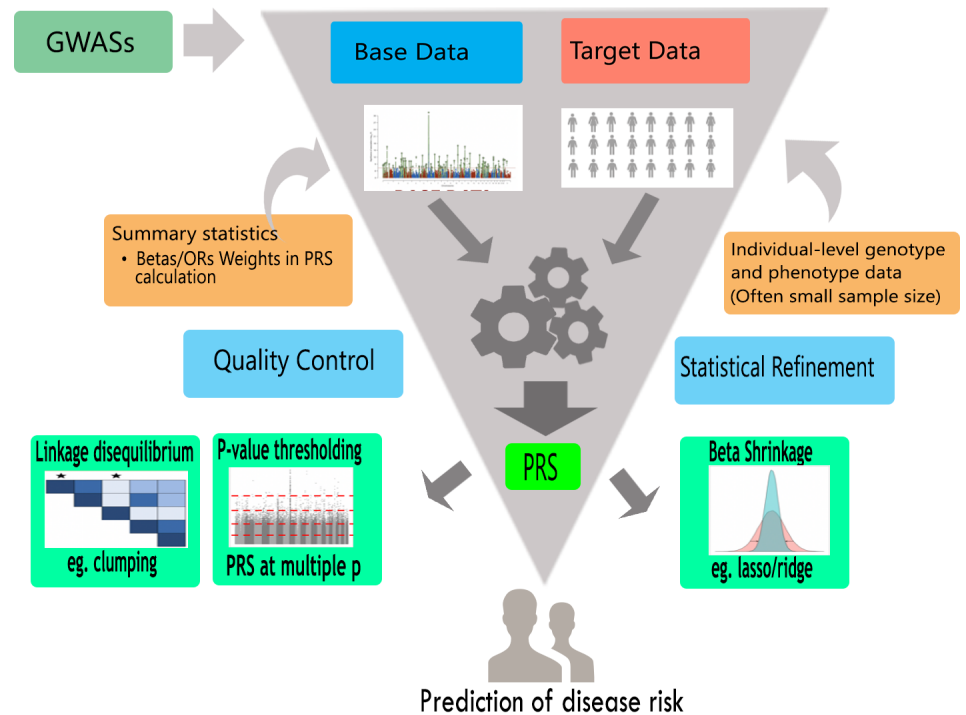 GWASs
Base Data
Target Data
Summary statistics
• Betas/ORs Weights in PRS
calculation
Individual-level genotype
and phenotype data
(Often small sample size)
Quality Control
Statistical Refinement
Linkage disequilibrium
eg. clumping
P-value thresholding
PRS at multiple p
PRS
Beta Shrinkage
eg. lasso/ridge
Prediction of disease risk